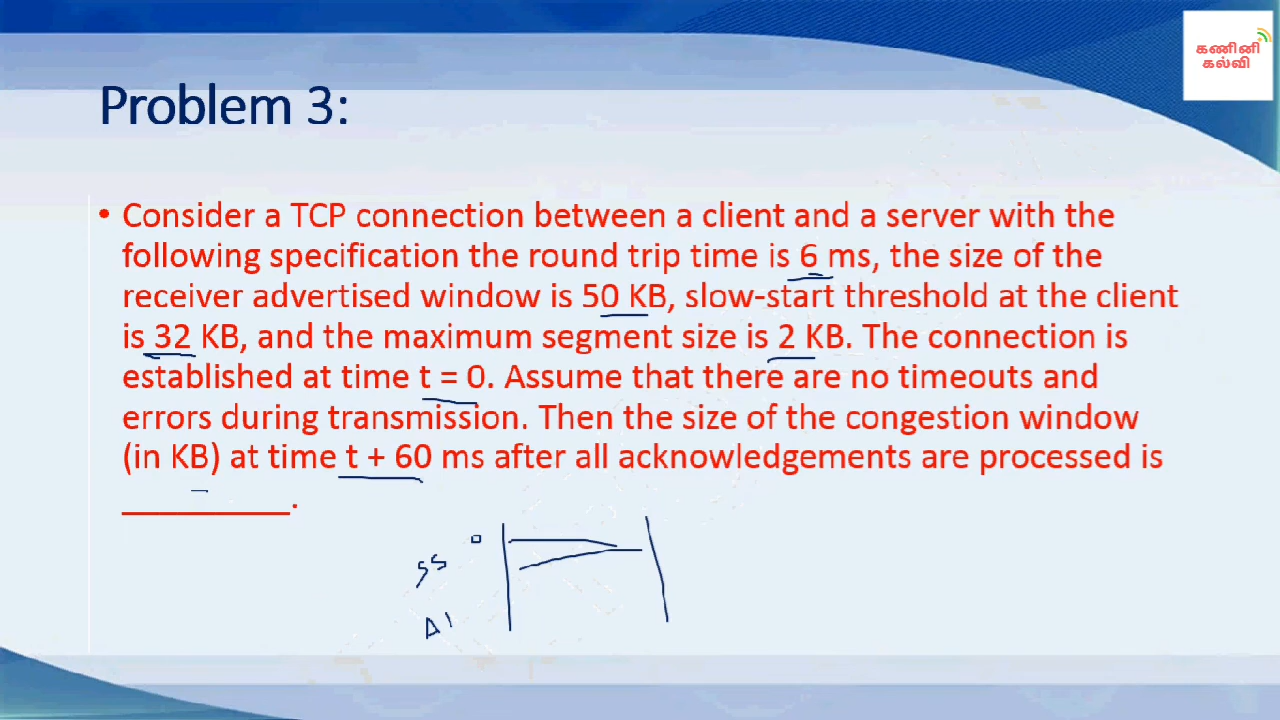 கணினி
கல்வி
Problem 3:
• Consider a TCP connection between a client and a server with the
following specification the round trip time is 6 ms, the size of the
receiver advertised window is 50 KB, slow-start threshold at the client
is 32 KB, and the maximum segment size is 2 KB. The connection is
established at time t = 0. Assume that there are no timeouts and
errors during transmission. Then the size of the congestion window
(in KB) at time t + 60 ms after all acknowledgements are processed is
__________.
0
SS
AI